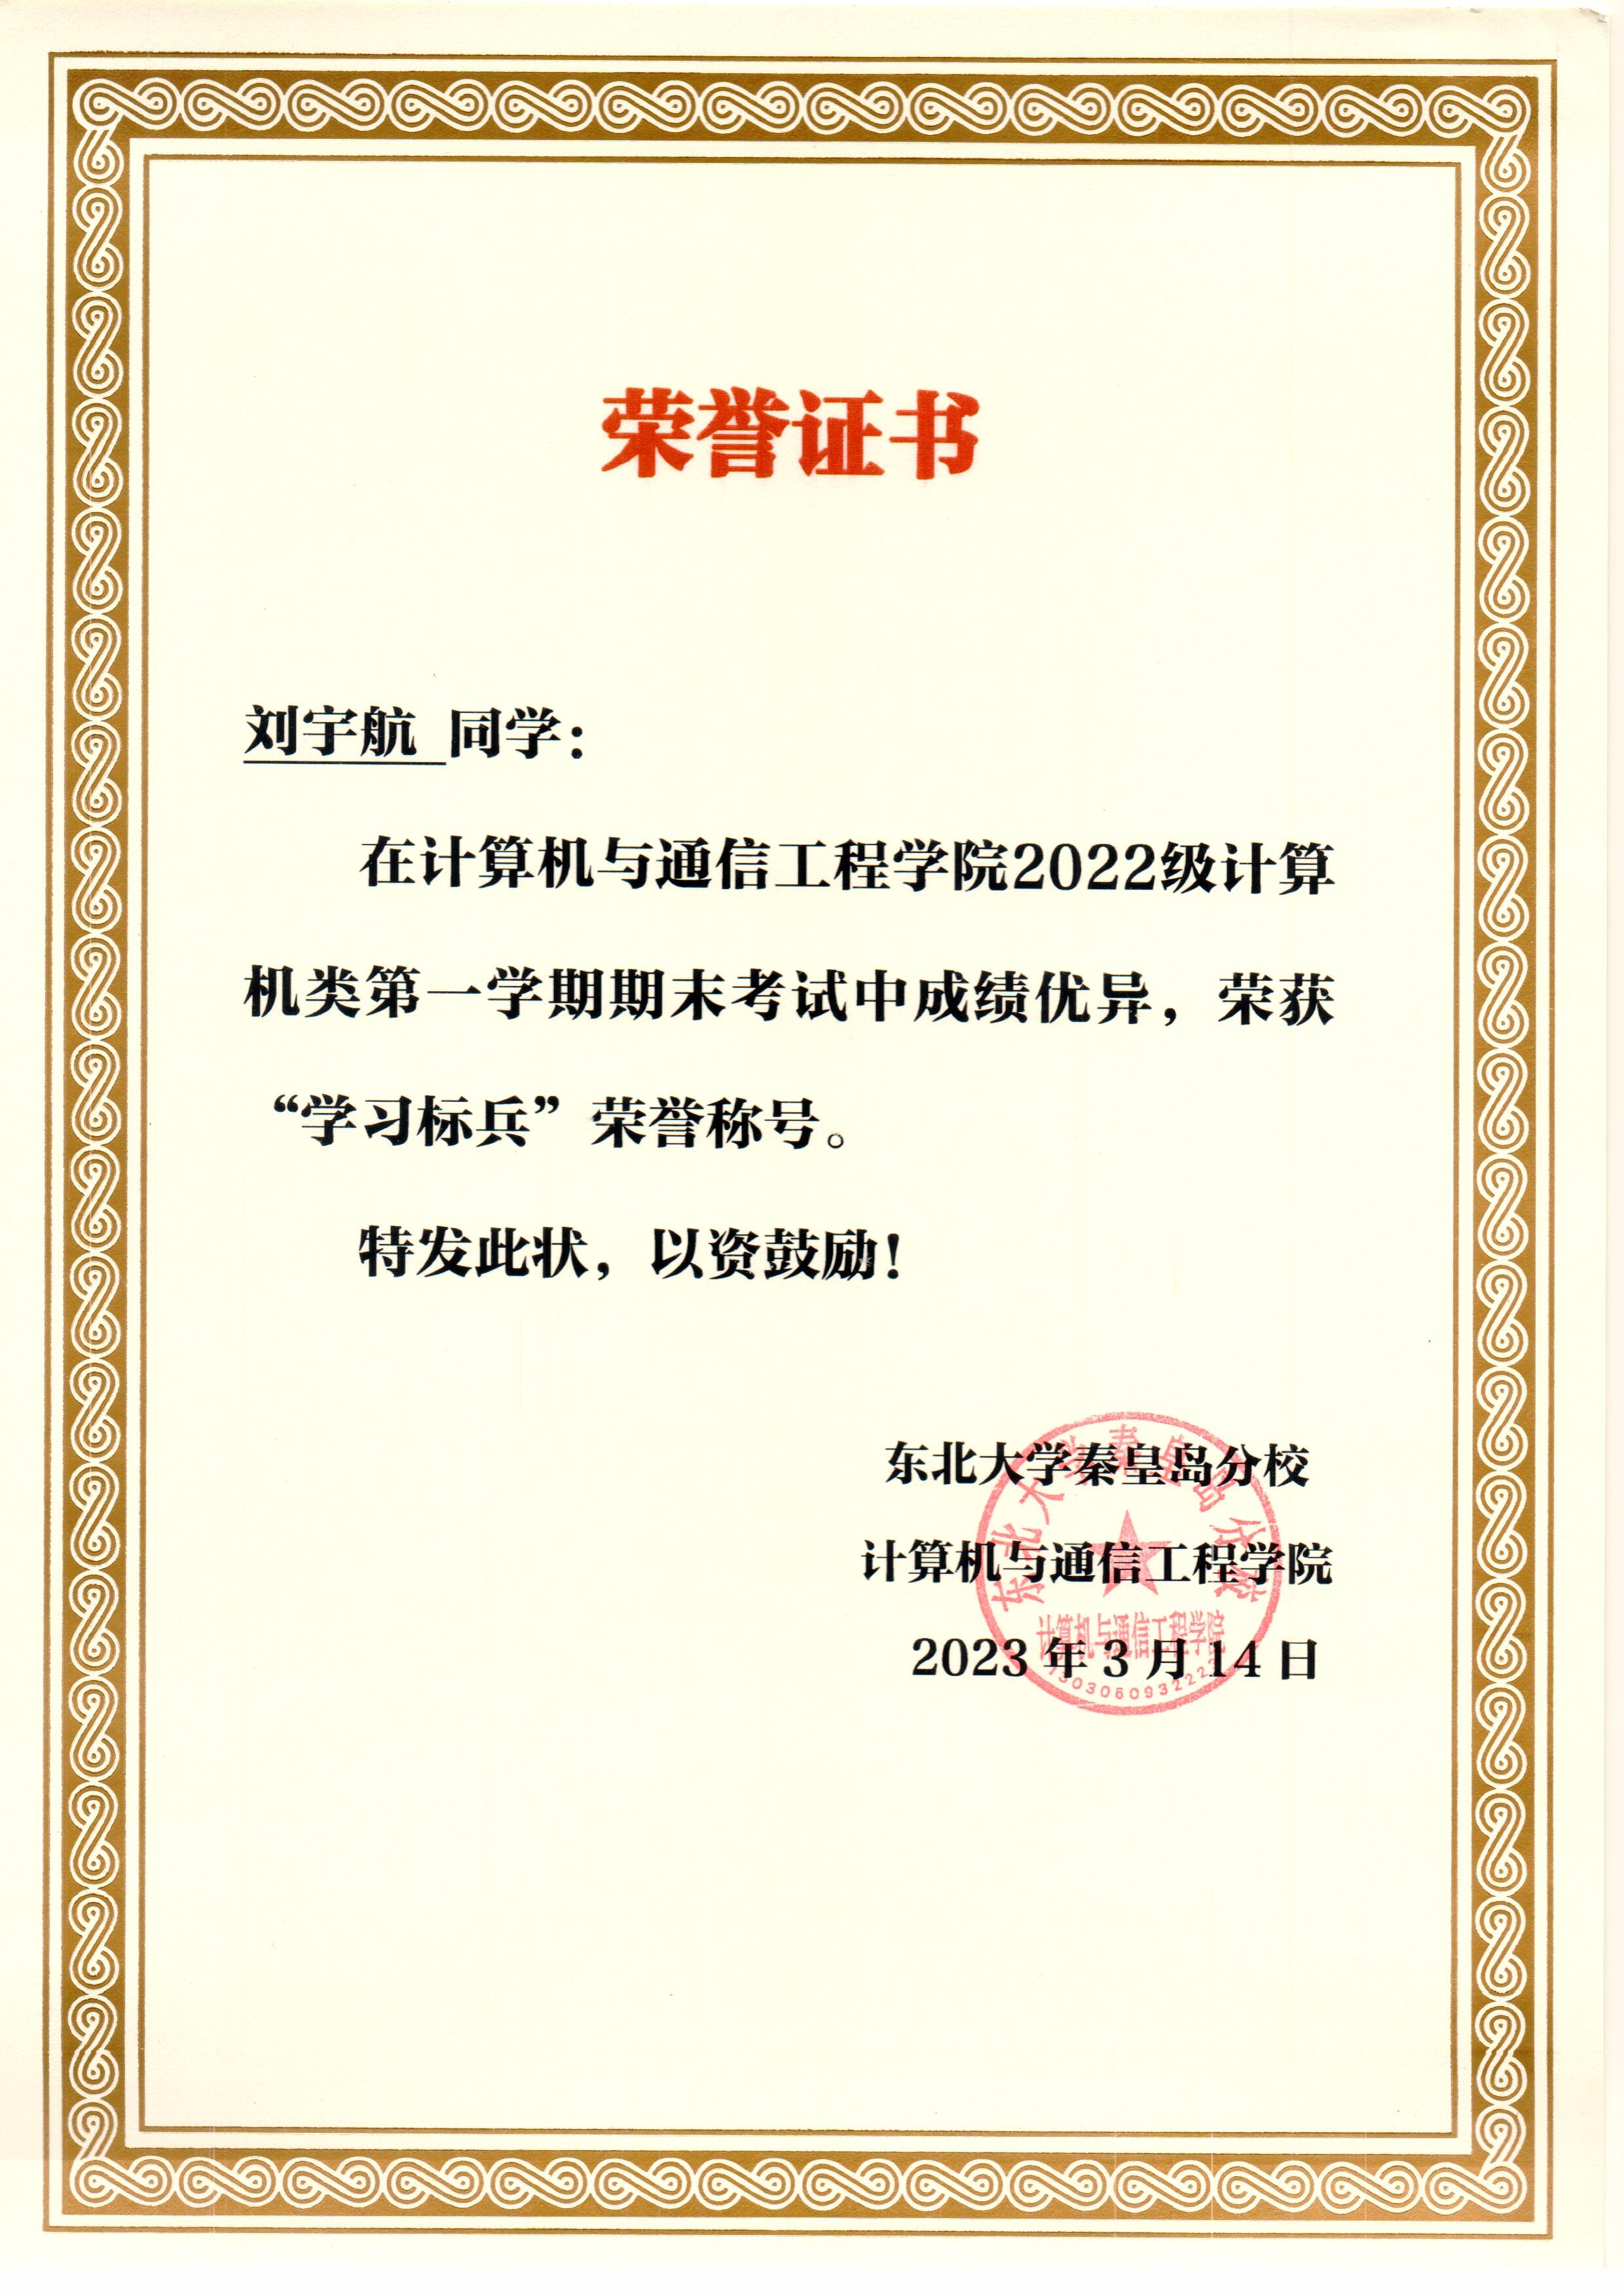 荣誉证书
刘宇航 同学：
在计算机与通信工程学院2022级计算
机类第一学期期末考试中成绩优异，荣获
“学习标兵”荣誉称号。
特发此状，以资鼓励！
东北大学秦皇岛分校
计算机与通信工程学院
2023 年 3 月 14 日
东北大学秦皇岛分校
计算机与通信工程学院